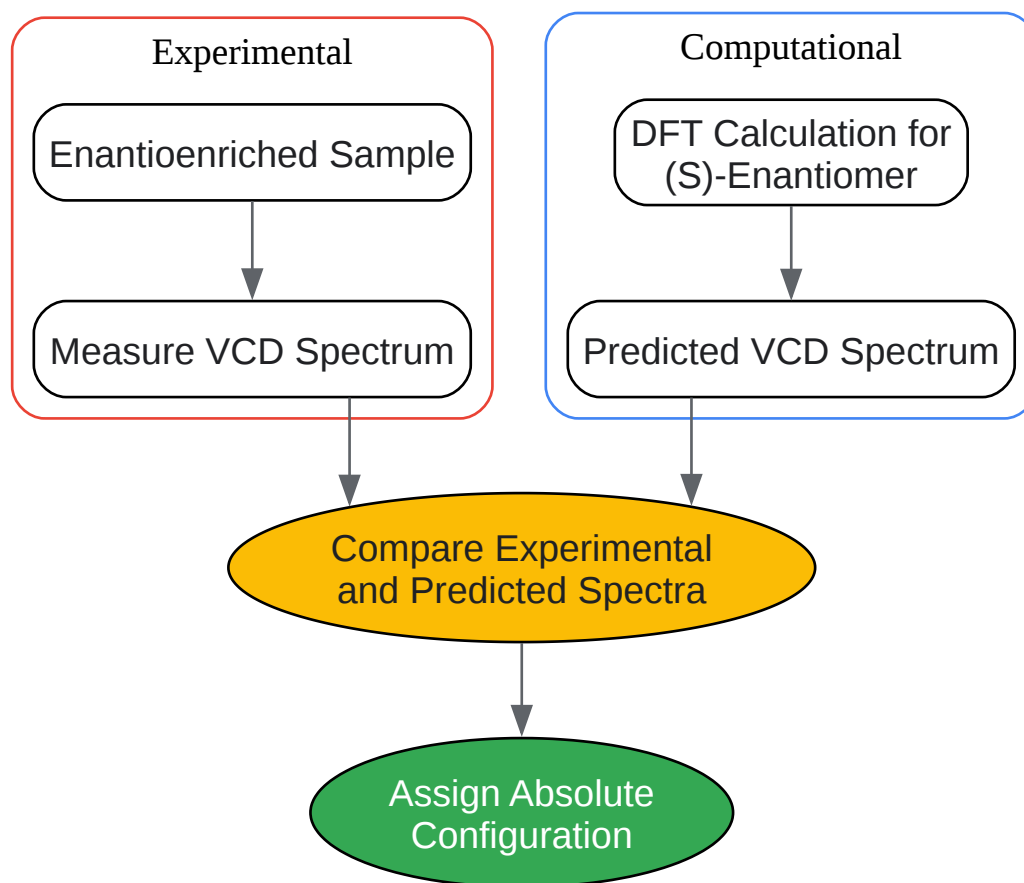 Experimental
Enantioenriched Sample
Measure VCD Spectrum
Computational
DFT Calculation for
(S)-Enantiomer
Predicted VCD Spectrum
Compare Experimental
and Predicted Spectra
Assign Absolute
Configuration